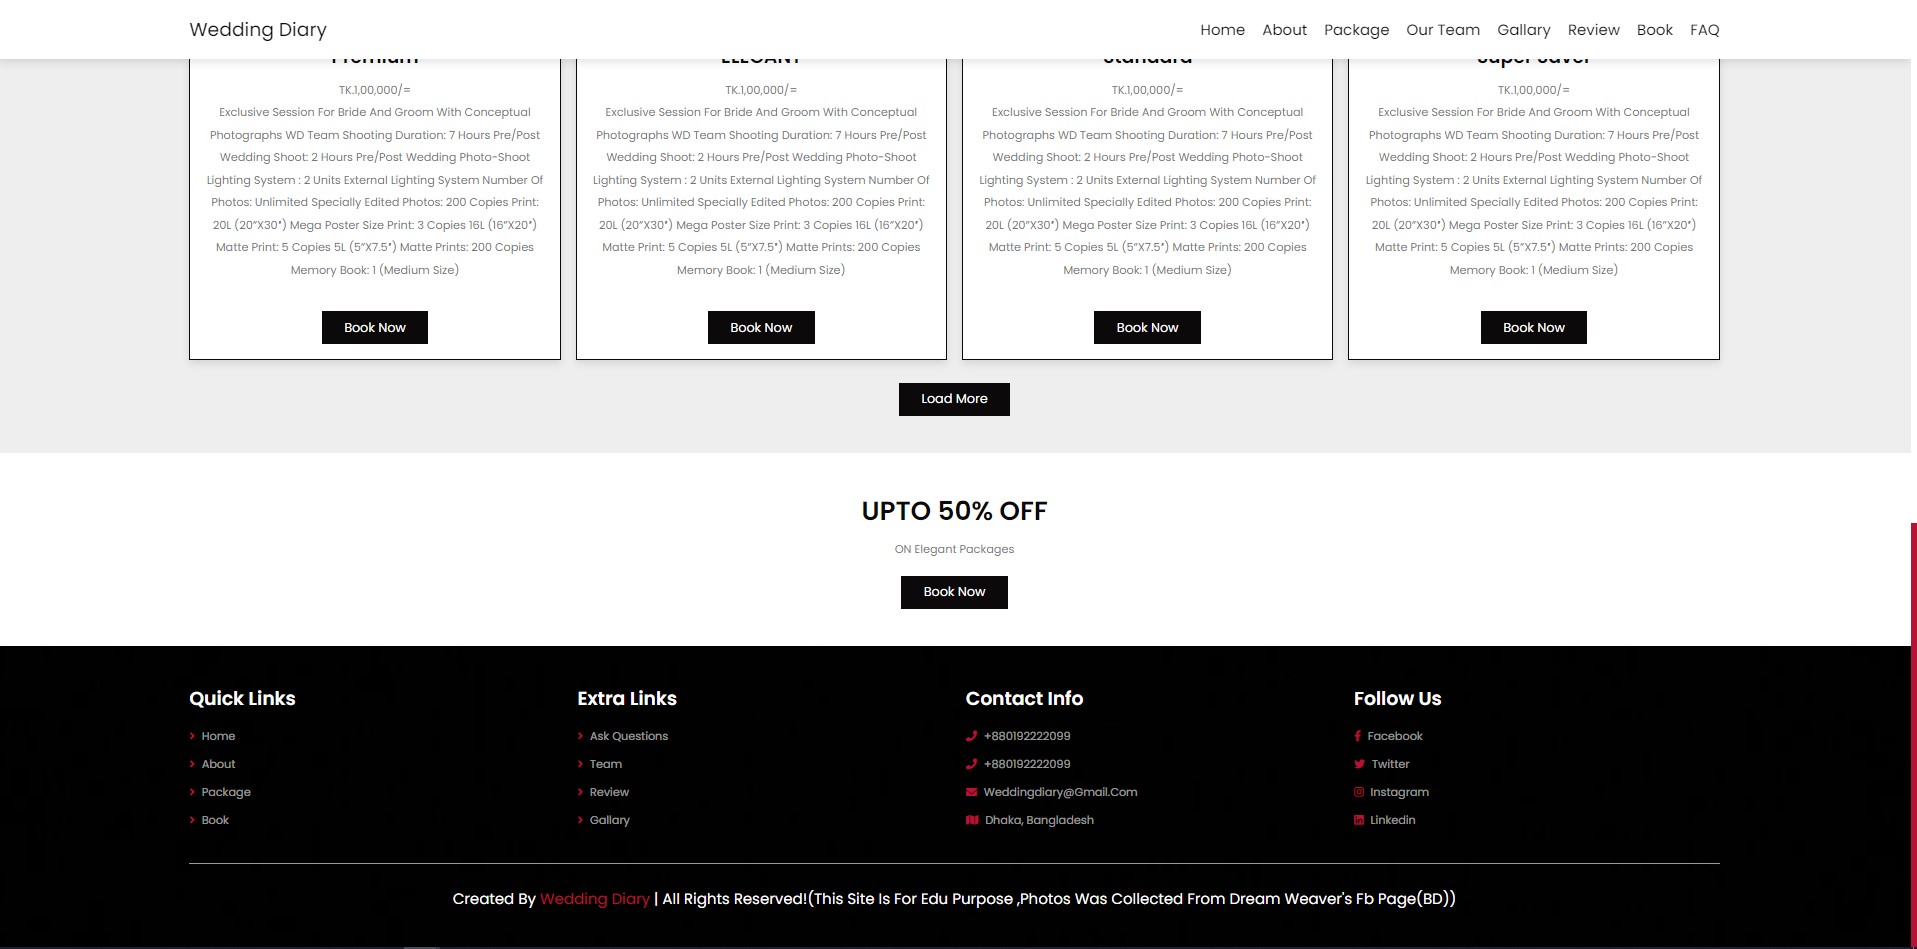 Wedding Diary
Home About Package Our Team Gallary Review Book FAQ
Premium
TK.1,00,000/=
Exclusive Session For Bride And Groom With Conceptual
Photographs WD Team Shooting Duration: 7 Hours Pre/Post
Wedding Shoot: 2 Hours Pre/Post Wedding Photo-Shoot
Lighting System : 2 Units External Lighting System Number Of
Photos: Unlimited Specially Edited Photos: 200 Copies Print:
20L (20”X30″) Mega Poster Size Print: 3 Copies 16L (16”X20″)
Matte Print: 5 Copies 5L (5”X7.5″) Matte Prints: 200 Copies
Memory Book: 1 (Medium Size)
Book Now
ELEGANT
TK.1,00,000/=
Exclusive Session For Bride And Groom With Conceptual
Photographs WD Team Shooting Duration: 7 Hours Pre/Post
Wedding Shoot: 2 Hours Pre/Post Wedding Photo-Shoot
Lighting System : 2 Units External Lighting System Number Of
Photos: Unlimited Specially Edited Photos: 200 Copies Print:
20L (20”X30″) Mega Poster Size Print: 3 Copies 16L (16”X20″)
Matte Print: 5 Copies 5L (5”X7.5″) Matte Prints: 200 Copies
Memory Book: 1 (Medium Size)
Book Now
Standard
TK.1,00,000/=
Exclusive Session For Bride And Groom With Conceptual
Photographs WD Team Shooting Duration: 7 Hours Pre/Post
Wedding Shoot: 2 Hours Pre/Post Wedding Photo-Shoot
Lighting System : 2 Units External Lighting System Number Of
Photos: Unlimited Specially Edited Photos: 200 Copies Print:
20L (20”X30″) Mega Poster Size Print: 3 Copies 16L (16”X20″)
Matte Print: 5 Copies 5L (5”X7.5″) Matte Prints: 200 Copies
Memory Book: 1 (Medium Size)
Book Now
Super Saver
TK.1,00,000/=
Exclusive Session For Bride And Groom With Conceptual
Photographs WD Team Shooting Duration: 7 Hours Pre/Post
Wedding Shoot: 2 Hours Pre/Post Wedding Photo-Shoot
Lighting System : 2 Units External Lighting System Number Of
Photos: Unlimited Specially Edited Photos: 200 Copies Print:
20L (20”X30″) Mega Poster Size Print: 3 Copies 16L (16”X20″)
Matte Print: 5 Copies 5L (5”X7.5″) Matte Prints: 200 Copies
Memory Book: 1 (Medium Size)
Book Now
Load More
UPTO 50% OFF
ON Elegant Packages
Book Now
Quick Links
Home
About
Package
Book
Extra Links
Ask Questions
Team
Review
Gallary
Contact Info
+880192222099
+880192222099
Weddingdiary@Gmail.Com
Dhaka, Bangladesh
Follow Us
Facebook
Twitter
Instagram
Linkedin
Created By Wedding Diary | All Rights Reserved!(This Site Is For Edu Purpose ,Photos Was Collected From Dream Weaver's Fb Page(BD))